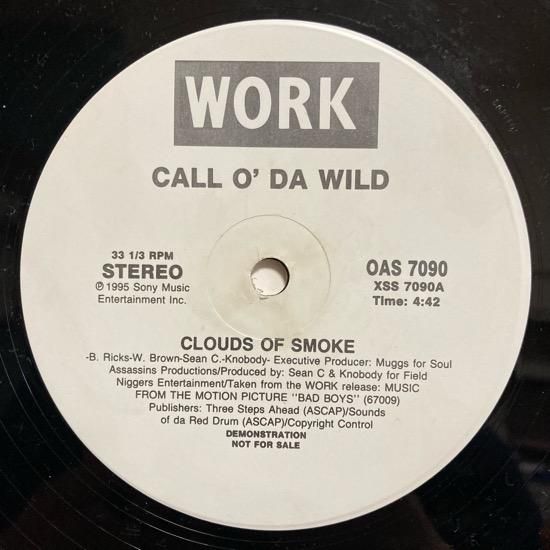 WORK
CALL O' DA WILD
33 1/3 RPM
STEREO
℗ 1995 Sony Music
Entertainment Inc.
OAS 7090
XSS 7090A
Time: 4:42
CLOUDS OF SMOKE
-B. Ricks-W. Brown-Sean C.-Knobody- Executive Producer: Muggs for Soul
Assassins Productions/Produced by: Sean C & Knobody for Field
Niggers Entertainment/Taken from the WORK release: MUSIC
FROM THE MOTION PICTURE "BAD BOYS" (67009)
Publishers: Three Steps Ahead (ASCAP)/Sounds
of da Red Drum (ASCAP)/Copyright Control
DEMONSTRATION
NOT FOR SALE